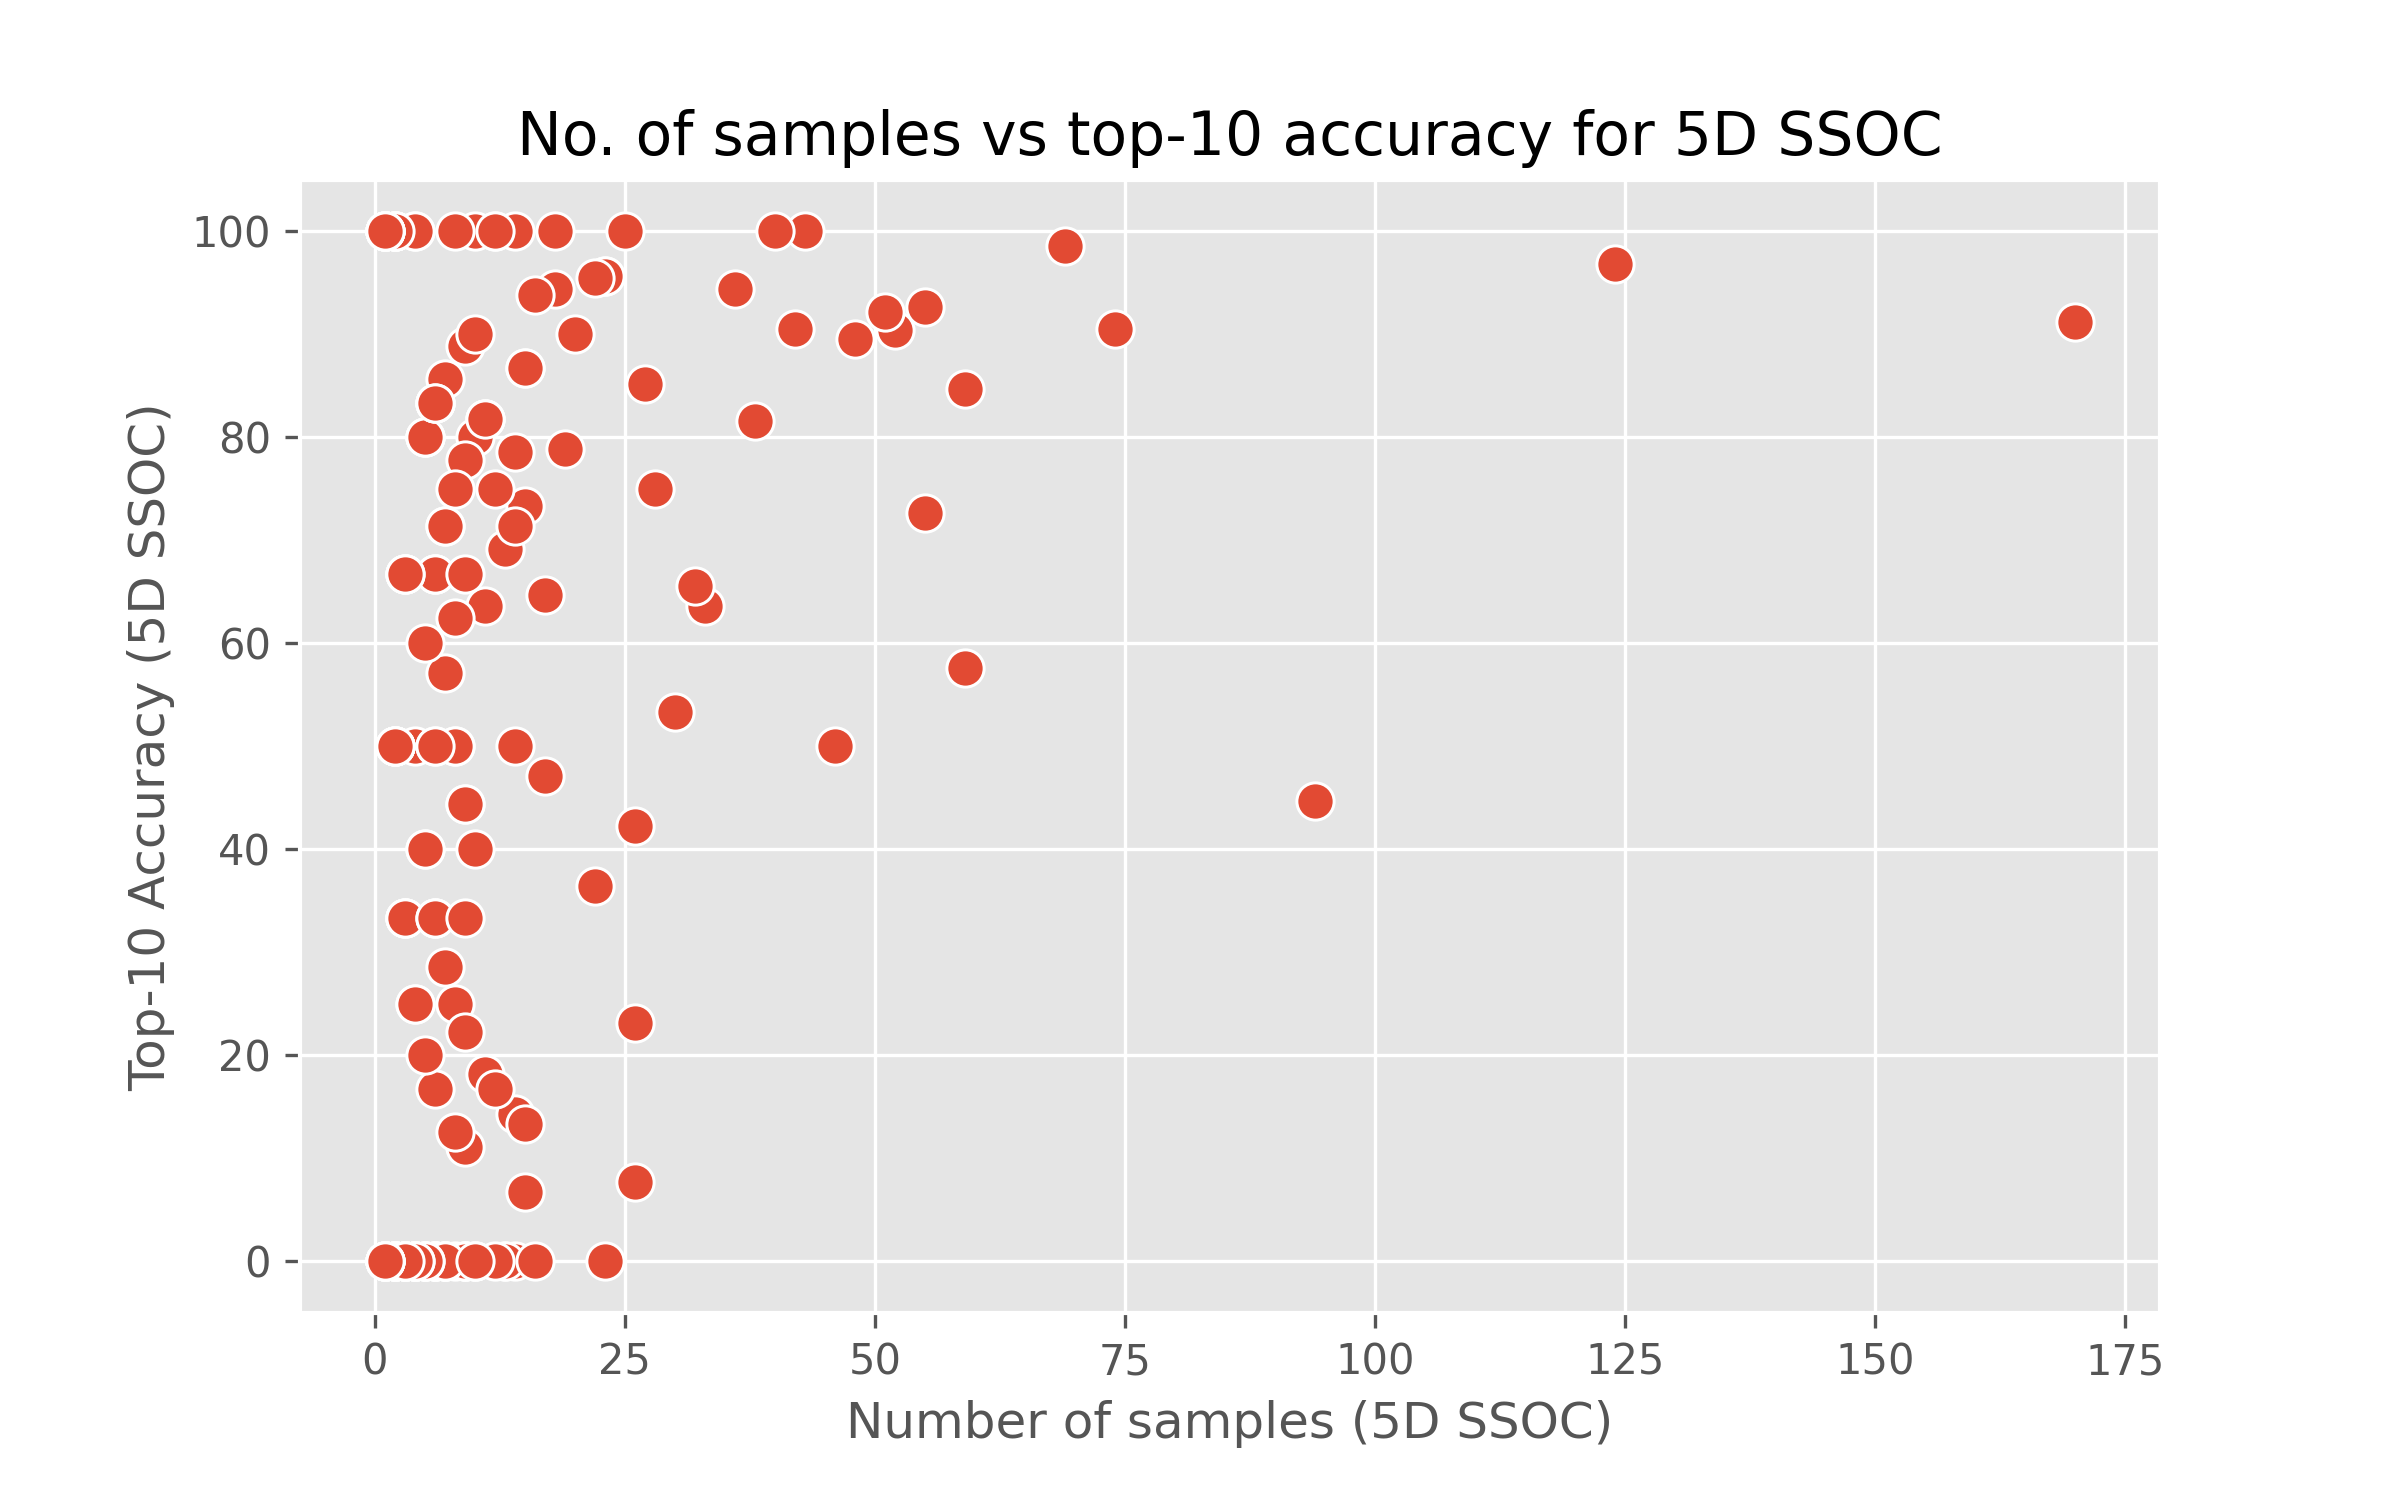 No. of samples vs top-10 accuracy for 5D SSOC
Top-10 Accuracy (5D SSOC)
100
80
60
40
20
0
0 25 50 75 100 125 150 175
Number of samples (5D SSOC)